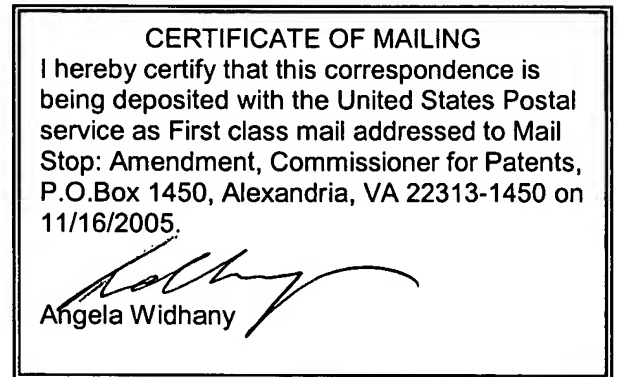 CERTIFICATE OF MAILING
I hereby certify that this correspondence is
being deposited with the United States Postal
service as First class mail addressed to Mail
Stop: Amendment, Commissioner for Patents,
P.O.Box 1450, Alexandria, VA 22313-1450 on
11/16/2005.
Angela Widhany